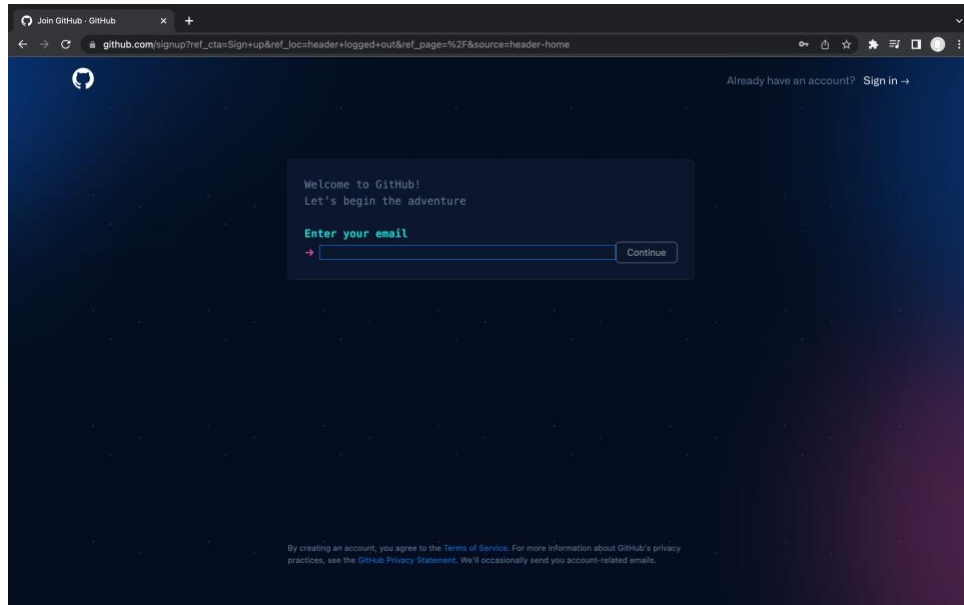 Join GitHub · GitHub
github.com/signup?ref_cta=Sign+up&ref_loc=header+logged+out&ref_page=%2F&source=header-home
Already have an account? Sign in →
Welcome to GitHub!
Let's begin the adventure
Enter your email
→
Continue
By creating an account, you agree to the Terms of Service. For more information about GitHub's privacy
practices, see the GitHub Privacy Statement. We'll occasionally send you account-related emails.